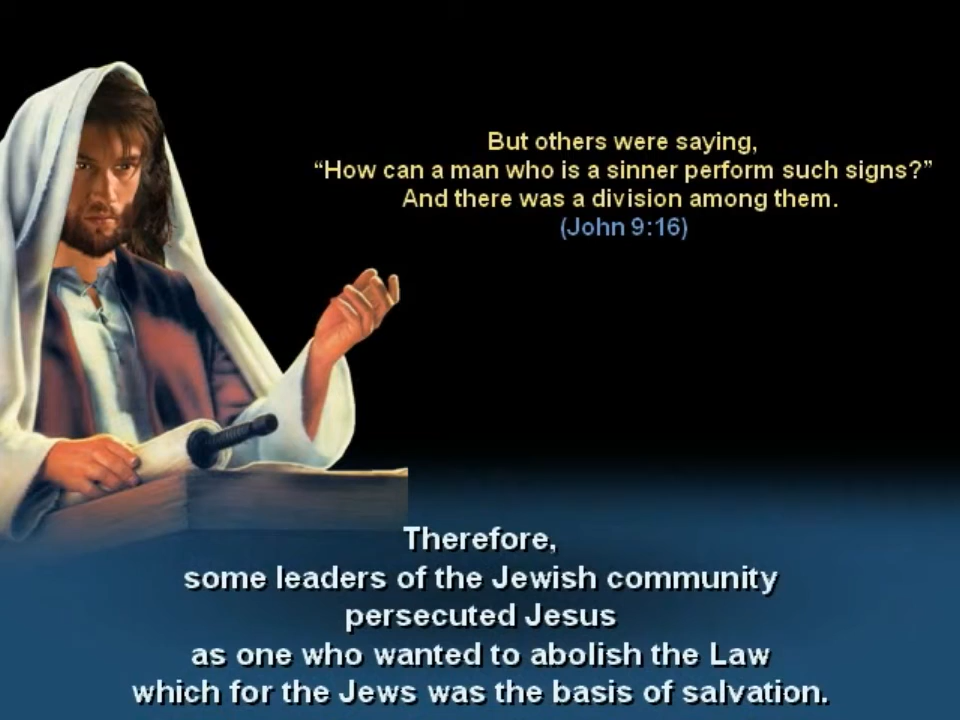 But others were saying,
“How can a man who is a sinner perform such signs?”
And there was a division among them.
(John 9:16)
Therefore,
some leaders of the Jewish community
persecuted Jesus
as one who wanted to abolish the Law
which for the Jews was the basis of salvation.